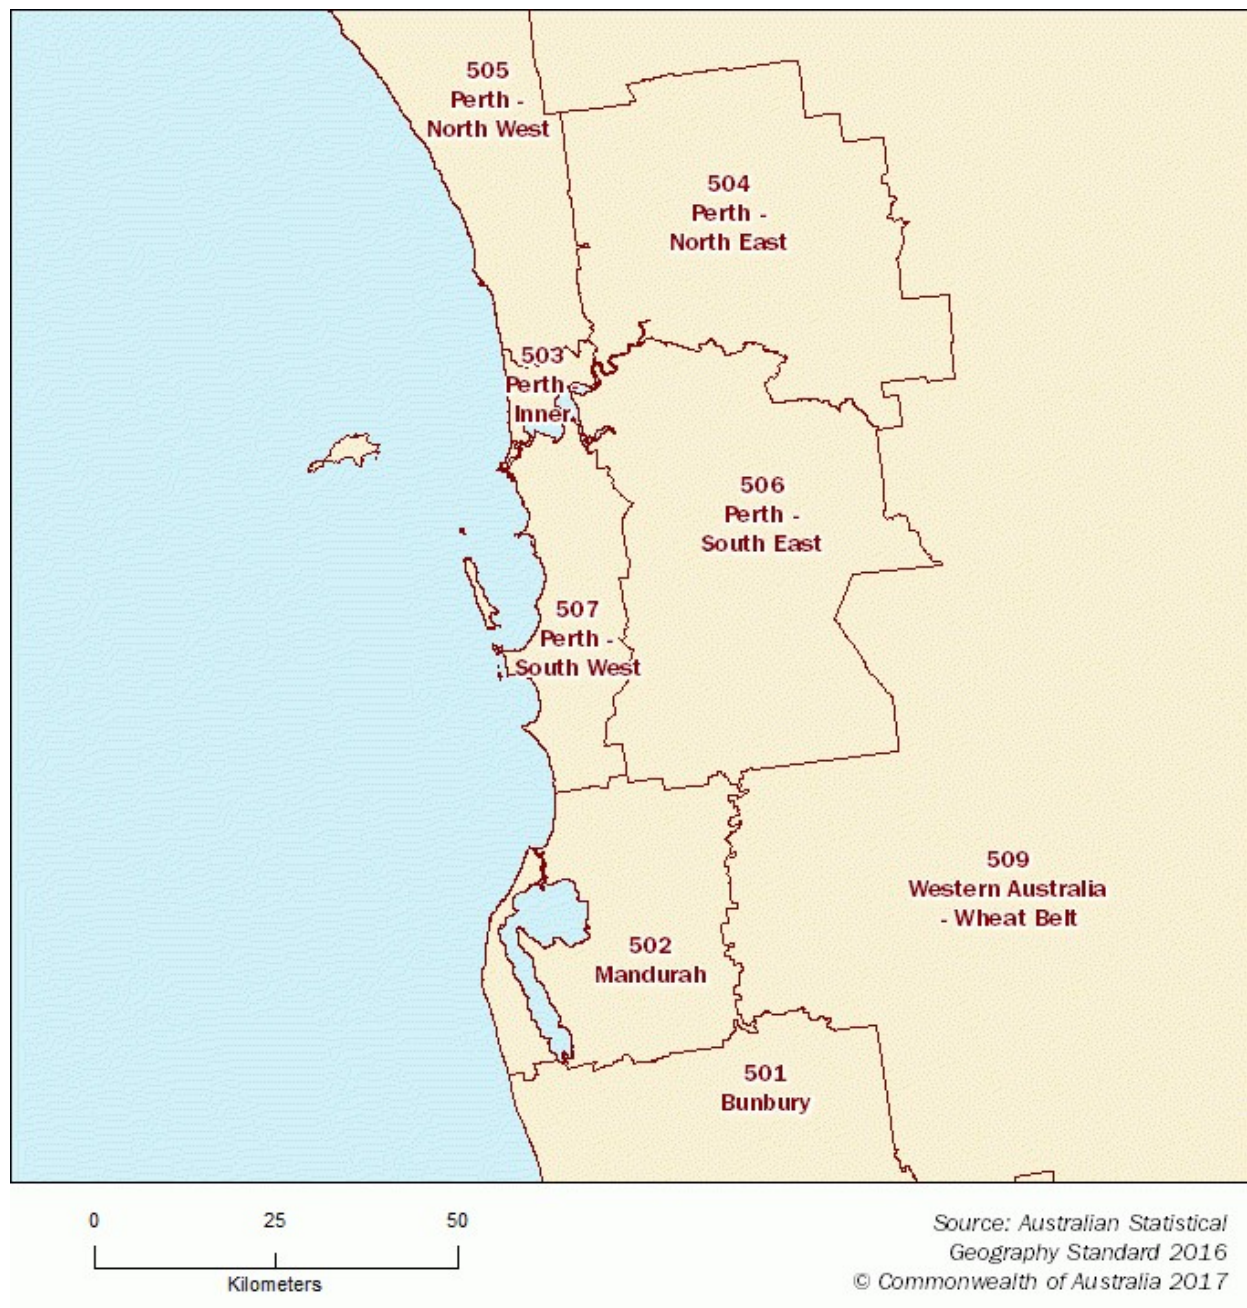 505
Perth -
North West
504
Perth -
North East
503
Perth -
Inner
506
Perth -
South East
507
Perth -
South West
509
Western Australia
- Wheat Belt
502
Mandurah
501
Bunbury
0 25 50
Kilometers
Source: Australian Statistical
Geography Standard 2016
© Commonwealth of Australia 2017